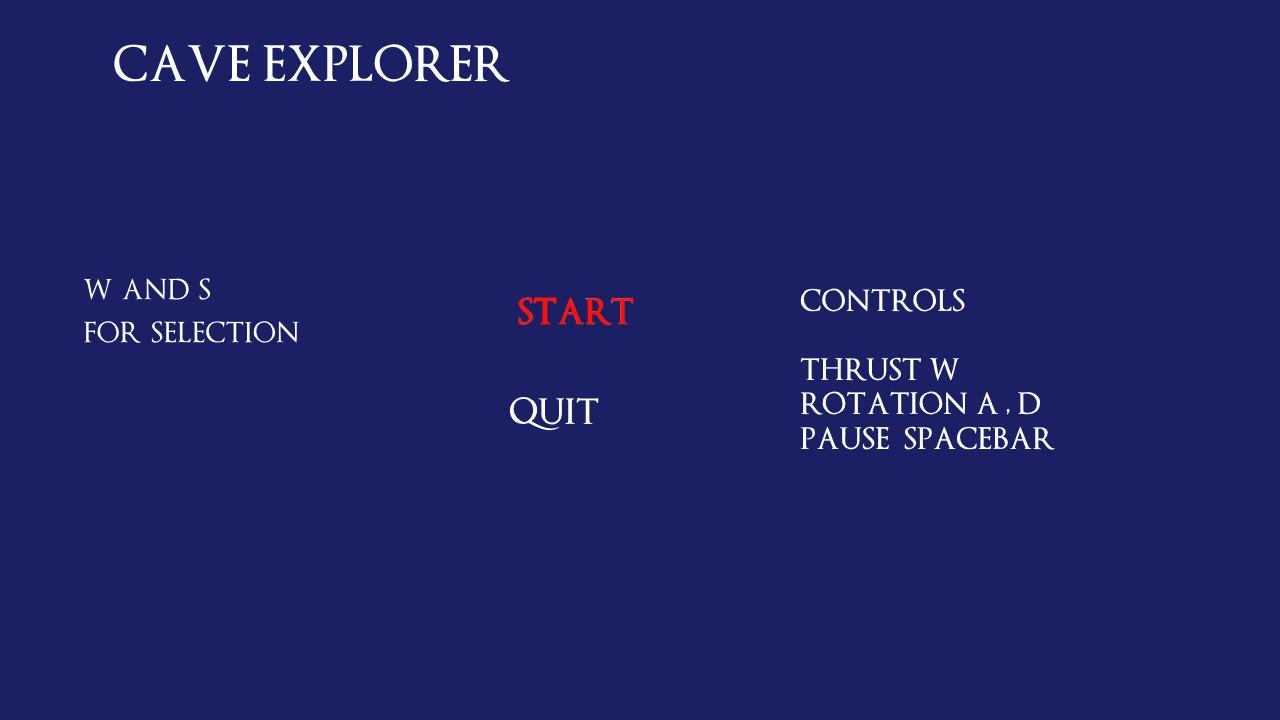 CAVE EXPLORER
W AND S
FOR SELECTION
START
QUIT
CONTROLS
THRUST W
ROTATION A , D
PAUSE SPACEBAR